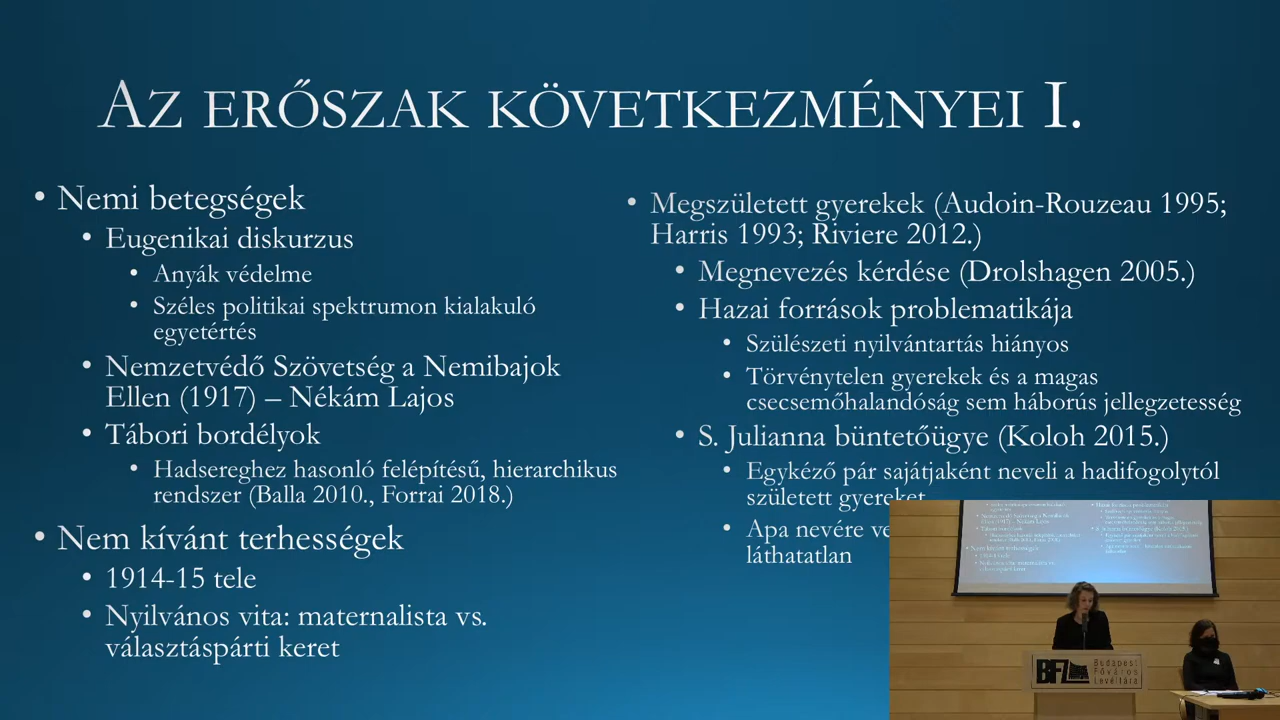 AZ ERŐSZAK KÖVETKEZMÉNYEI I.
• Nemi betegségek
• Eugenikai diskurzus
• Anyák védelme
• Széles politikai spektrumon kialakuló
egyetértés
• Nemzetvédő Szövetség a Nemibajok
Ellen (1917) – Nékám Lajos
• Tábori bordélyok
• Hadsereghez hasonló felépítésű, hierarchikus
rendszer (Balla 2010., Forrai 2018.)
• Nem kívánt terhességek
• 1914-15 tele
• Nyilvános vita: maternalista vs.
választáspárti keret
• Megszületett gyerekek (Audoin-Rouzeau 1995;
Harris 1993; Riviere 2012.)
• Megnevezés kérdése (Drolshagen 2005.)
• Hazai források problematikája
• Szülészeti nyilvántartás hiányos
• Törvénytelen gyerekek és a magas
csecsemőhalandóság sem háborús jellegzetesség
• S. Julianna büntetőügye (Koloh 2015.)
• Egykéző pár sajátjaként neveli a hadifogolytól
született gyereket
• Apa nevére
láthatatlan
BFL Budapest
Főváros
Levéltára